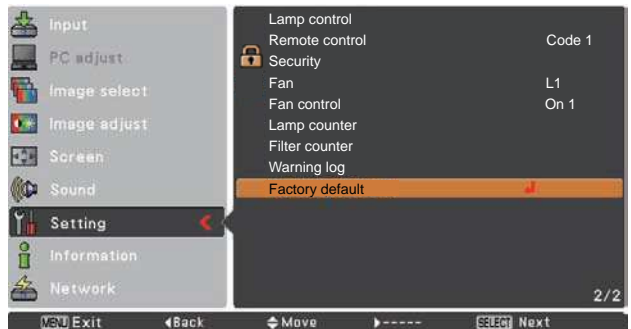 Input
PC adjust
Image select
Image adjust
Screen
Sound
Setting
Information
Network
Lamp control
Remote control Code 1
Security
Fan L1
Fan control On 1
Lamp counter
Filter counter
Warning log
Factory default
2/2
MENU Exit ◀Back ◆Move ▶----- SELECT Next